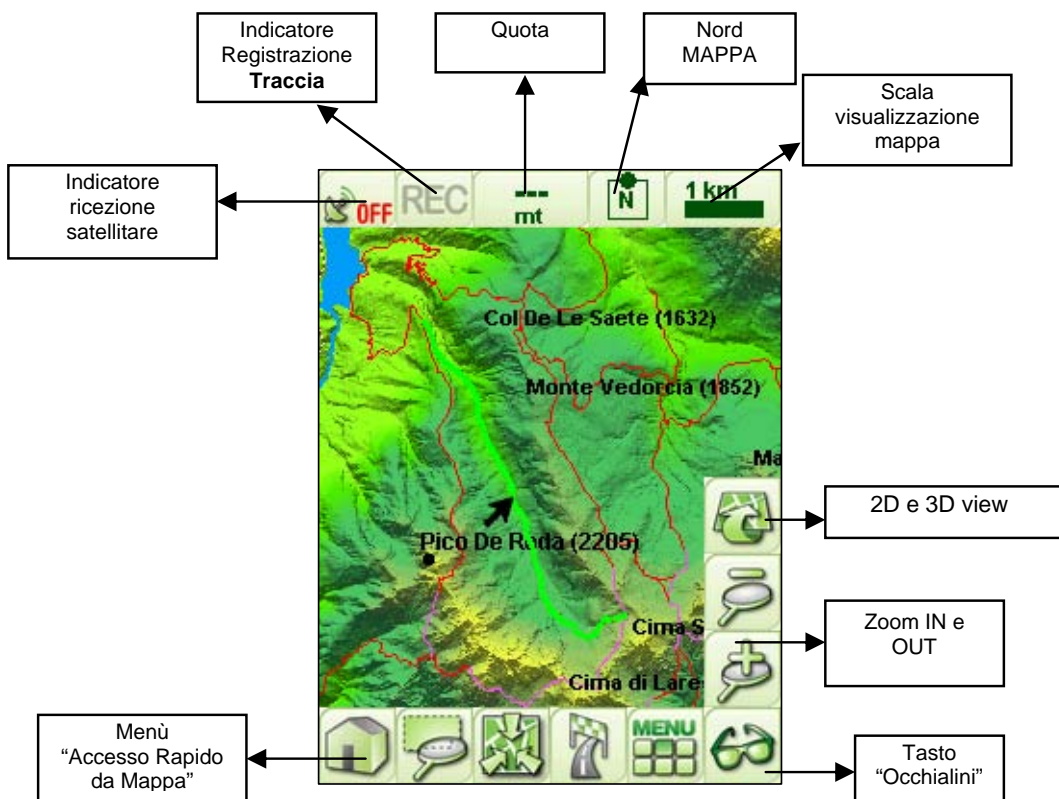 Indicatore
Registrazione
Traccia
Quota
Nord
MAPPA
Scala
visualizzazione
mappa
Indicatore
ricezione
satellitare
OFF
REC
---
mt
N
1 km
Col De Le Saete (1632)
Monte Vedorcia (1852)
Ma
2D e 3D view
Pico De Roda (2205)
Zoom IN e
OUT
Cima S
Cima di Lare
Menù
“Accesso Rapido
da Mappa”
MENU
Tasto
“Occhialini”